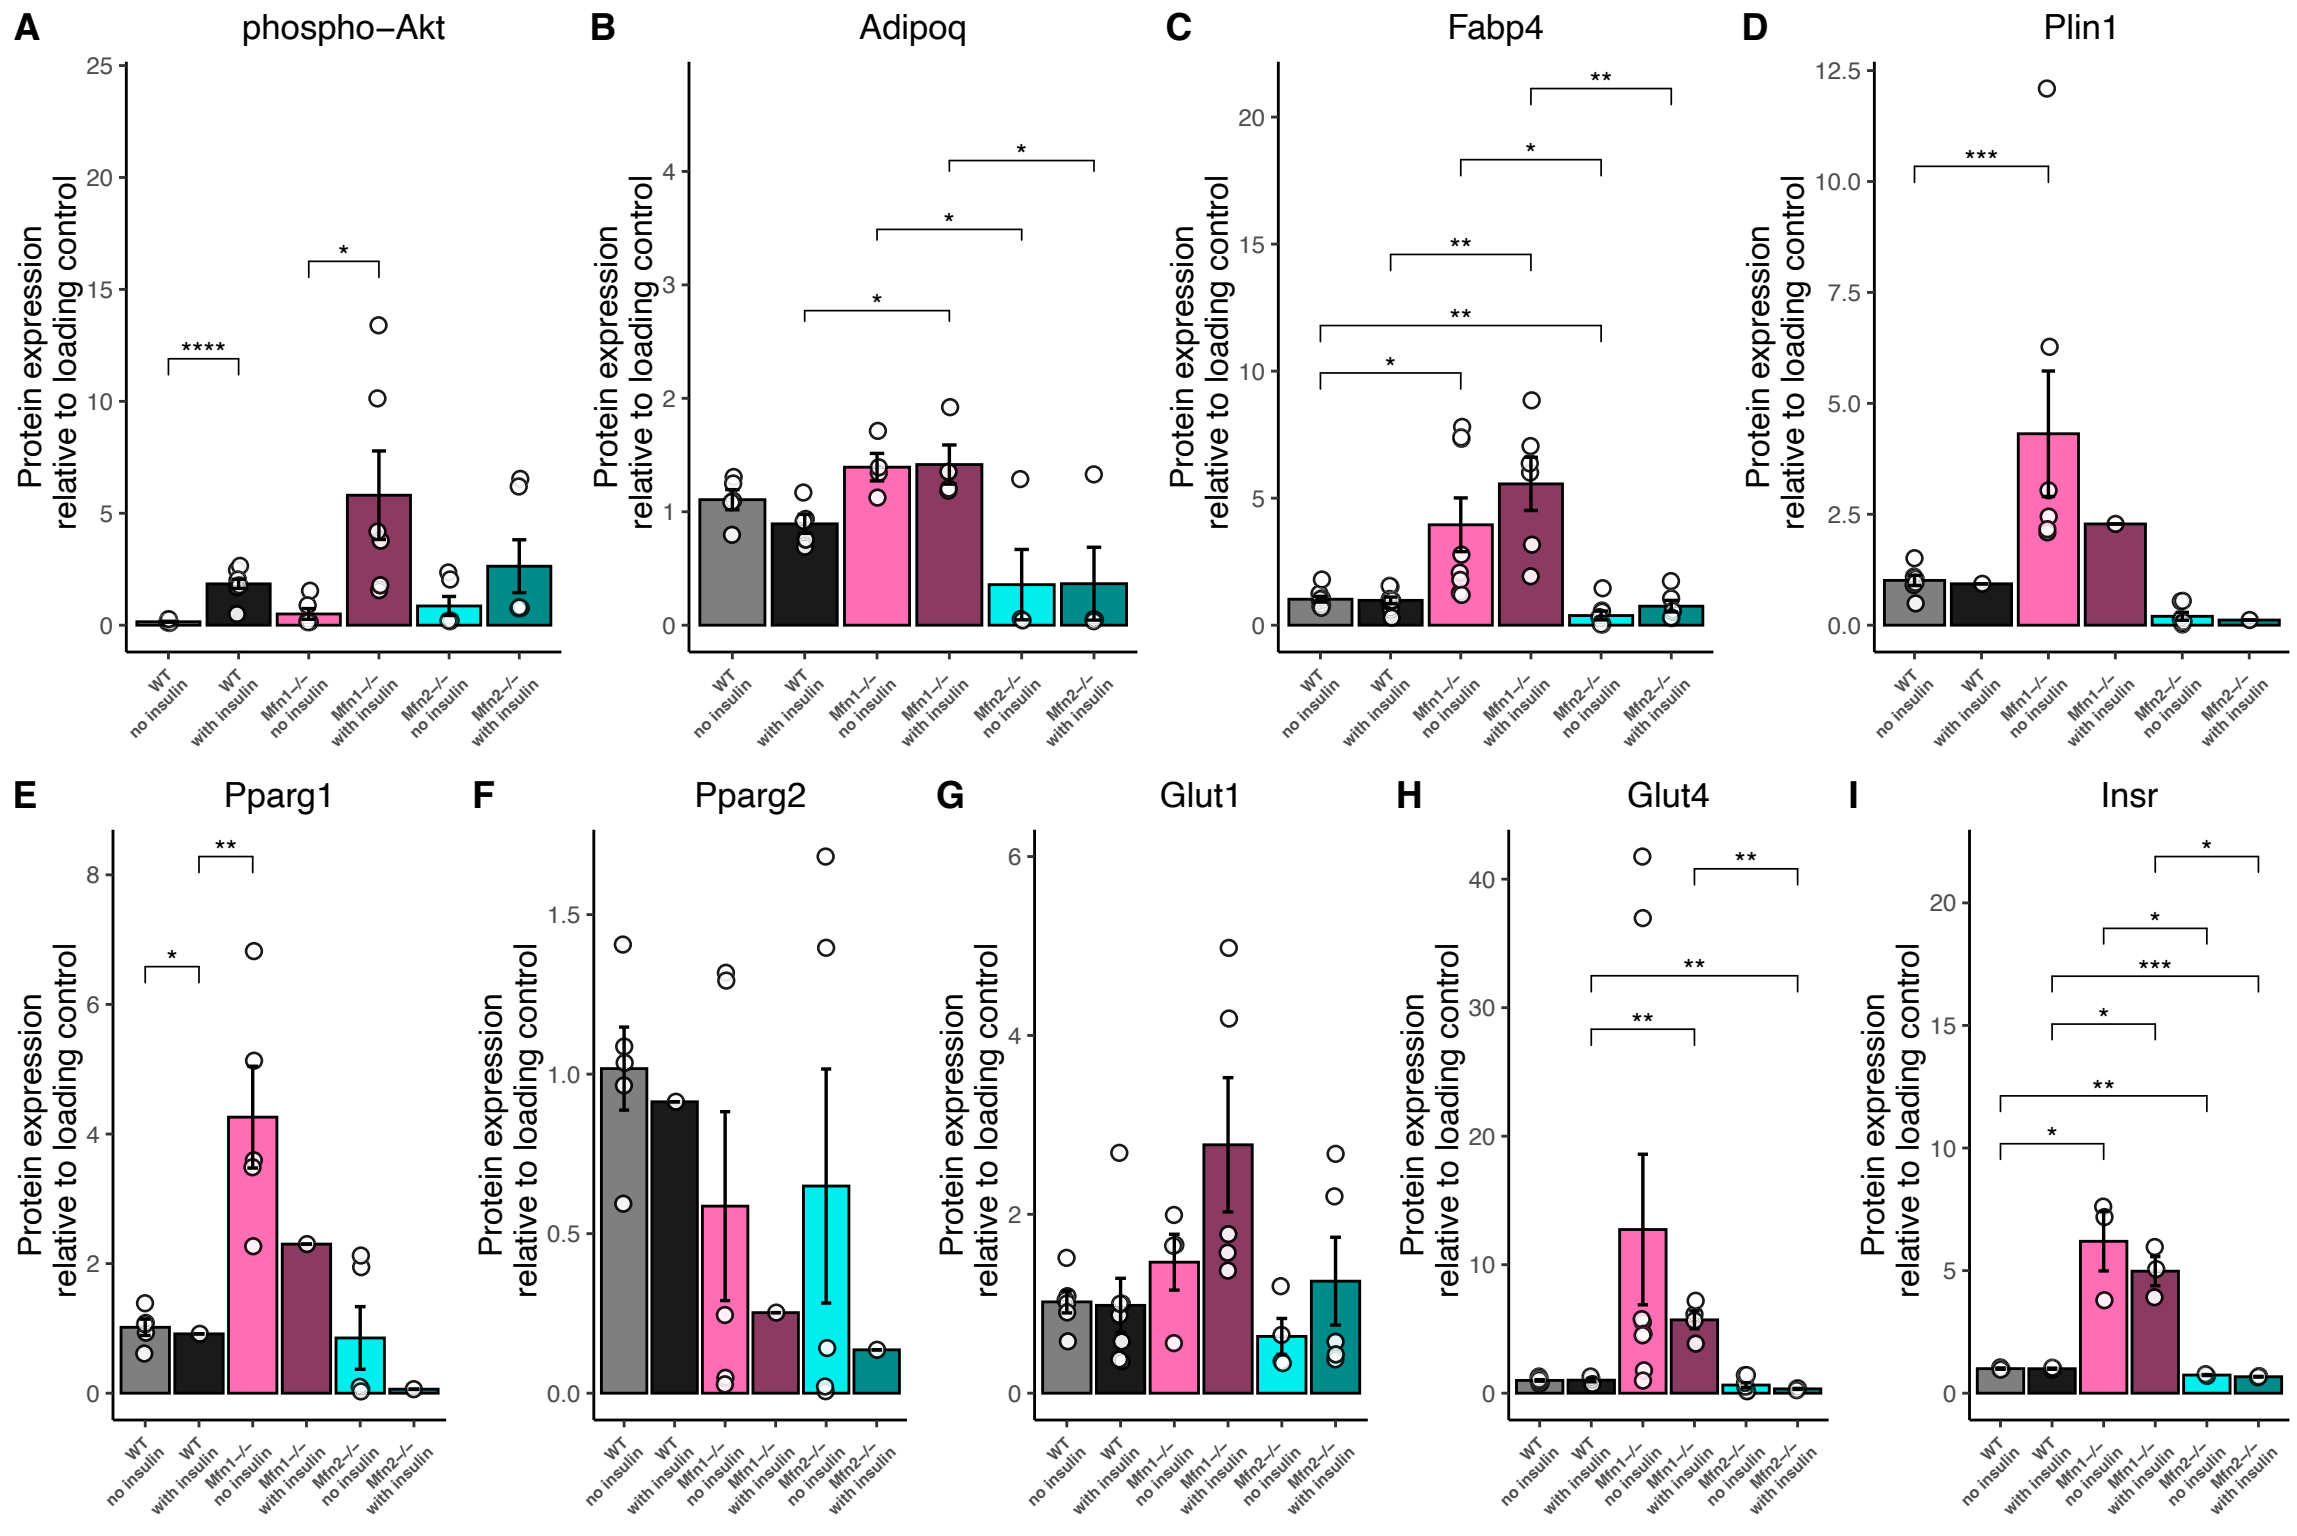 A phospho−Akt
Protein expression
relative to loading control
25
20
15
10
5
0
****
*
WT
no insulin
WT
with insulin
Mfn1−/−
no insulin
Mfn1−/−
with insulin
Mfn2−/−
no insulin
Mfn2−/−
with insulin
B Adipoq
Protein expression
relative to loading control
4
3
2
1
0
*
*
*
WT
no insulin
WT
with insulin
Mfn1−/−
no insulin
Mfn1−/−
with insulin
Mfn2−/−
no insulin
Mfn2−/−
with insulin
C Fabp4
Protein expression
relative to loading control
20
15
10
5
0
**
*
**
**
*
WT
no insulin
WT
with insulin
Mfn1−/−
no insulin
Mfn1−/−
with insulin
Mfn2−/−
no insulin
Mfn2−/−
with insulin
D Plin1
Protein expression
relative to loading control
12.5
10.0
7.5
5.0
2.5
0.0
***
WT
no insulin
WT
with insulin
Mfn1−/−
no insulin
Mfn1−/−
with insulin
Mfn2−/−
no insulin
Mfn2−/−
with insulin
E Pparg1
Protein expression
relative to loading control
8
6
4
2
0
**
*
WT
no insulin
WT
with insulin
Mfn1−/−
no insulin
Mfn1−/−
with insulin
Mfn2−/−
no insulin
Mfn2−/−
with insulin
F Pparg2
Protein expression
relative to loading control
1.5
1.0
0.5
0.0
WT
no insulin
WT
with insulin
Mfn1−/−
no insulin
Mfn1−/−
with insulin
Mfn2−/−
no insulin
Mfn2−/−
with insulin
G Glut1
Protein expression
relative to loading control
6
4
2
0
WT
no insulin
WT
with insulin
Mfn1−/−
no insulin
Mfn1−/−
with insulin
Mfn2−/−
no insulin
Mfn2−/−
with insulin
H Glut4
Protein expression
relative to loading control
40
30
20
10
0
**
**
**
WT
no insulin
WT
with insulin
Mfn1−/−
no insulin
Mfn1−/−
with insulin
Mfn2−/−
no insulin
Mfn2−/−
with insulin
I Insr
Protein expression
relative to loading control
20
15
10
5
0
*
*
***
*
**
*
WT
no insulin
WT
with insulin
Mfn1−/−
no insulin
Mfn1−/−
with insulin
Mfn2−/−
no insulin
Mfn2−/−
with insulin